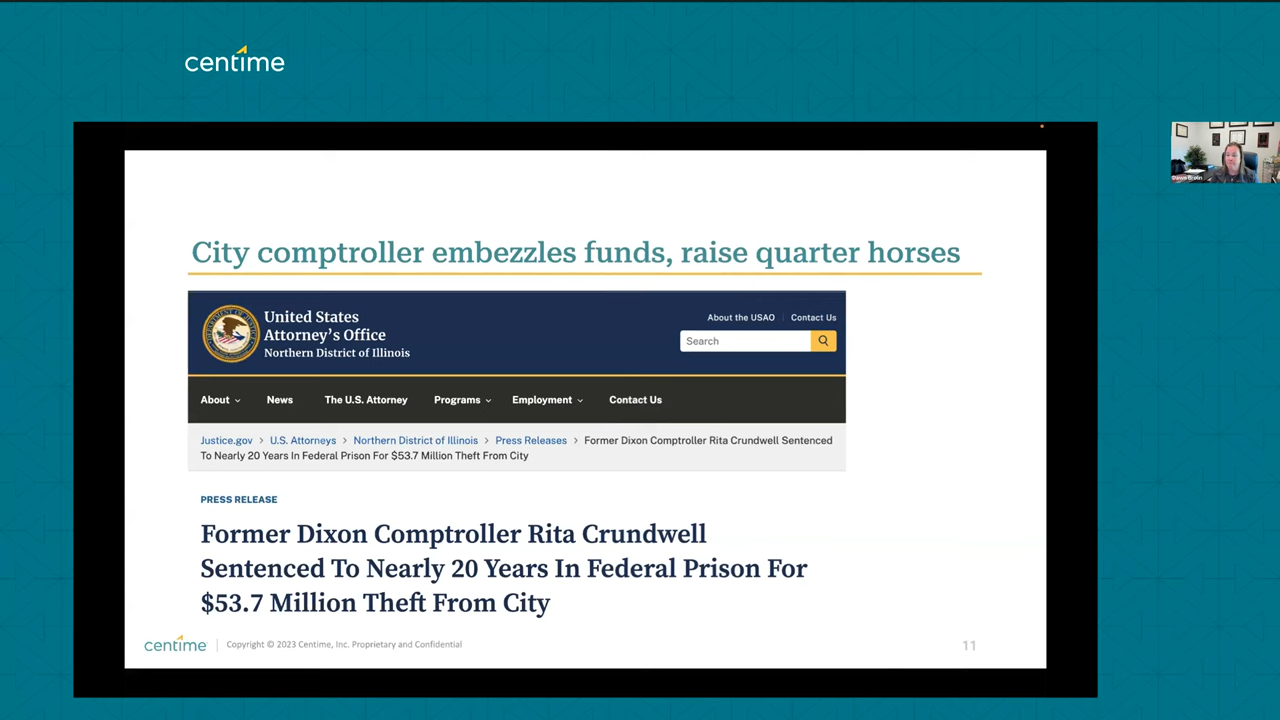 centime
City comptroller embezzles funds, raise quarter horses
United States
Attorney's Office
Northern District of Illinois
About the USAO
Contact Us
Search
About
News
The U.S. Attorney
Programs
Employment
Contact Us
Justice.gov > U.S. Attorneys > Northern District of Illinois > Press Releases > Former Dixon Comptroller Rita Crundwell Sentenced
To Nearly 20 Years In Federal Prison For $53.7 Million Theft From City
PRESS RELEASE
Former Dixon Comptroller Rita Crundwell
Sentenced To Nearly 20 Years In Federal Prison For
$53.7 Million Theft From City
centime
Copyright © 2023 Centime, Inc. Proprietary and Confidential
11